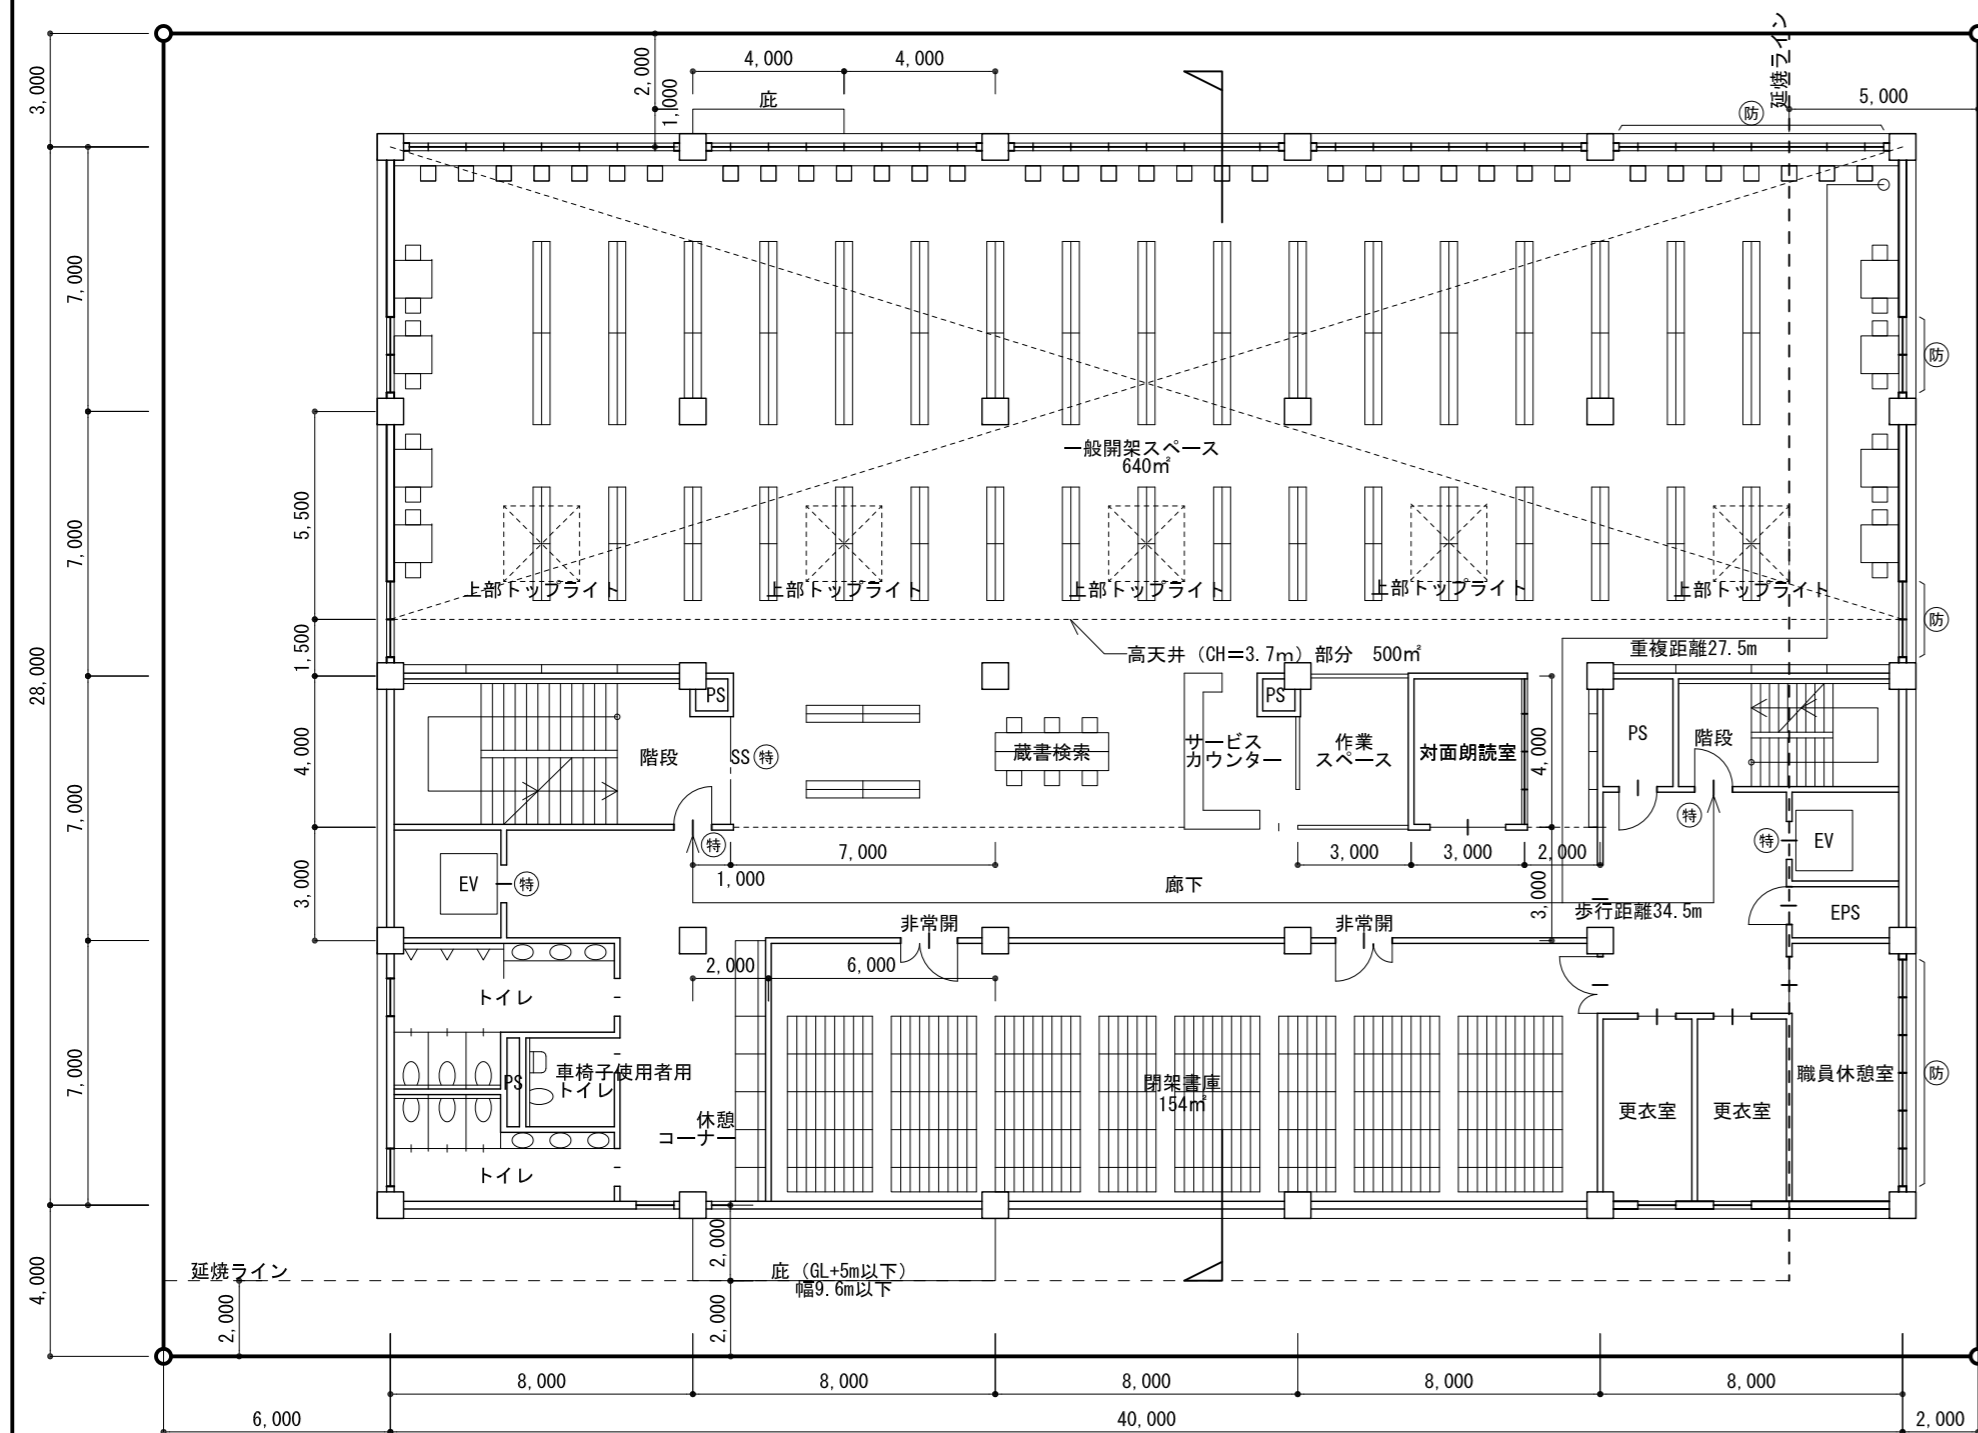 延焼ライン
4,000
4,000
5,000
2,000
1,000
3,000
庇
防
7,000
防
一般開架スペース
640㎡
5,500
7,000
上部トップライト
上部トップライト
上部トップライト
上部トップライト
上部トップライト
防
1,500
高天井(CH=3.7m)部分 500㎡
重複距離27.5m
28,000
PS
PS
4,000
7,000
階段
SS
特
蔵書検索
サービス
カウンター
作業
スペース
対面朗読室
4,000
PS
階段
特
特
EV
特
7,000
3,000
3,000
2,000
1,000
EV
特
3,000
廊下
3,000
歩行距離34.5m
EPS
非常開
非常開
2,000
6,000
トイレ
7,000
PS
車椅子使用者用
トイレ
休憩
コーナー
閉架書庫
154㎡
更衣室
更衣室
職員休憩室
防
トイレ
2,000
延焼ライン
庇(GL+5m以下)
幅9.6m以下
4,000
2,000
2,000
8,000
8,000
8,000
8,000
8,000
6,000
40,000
2,000